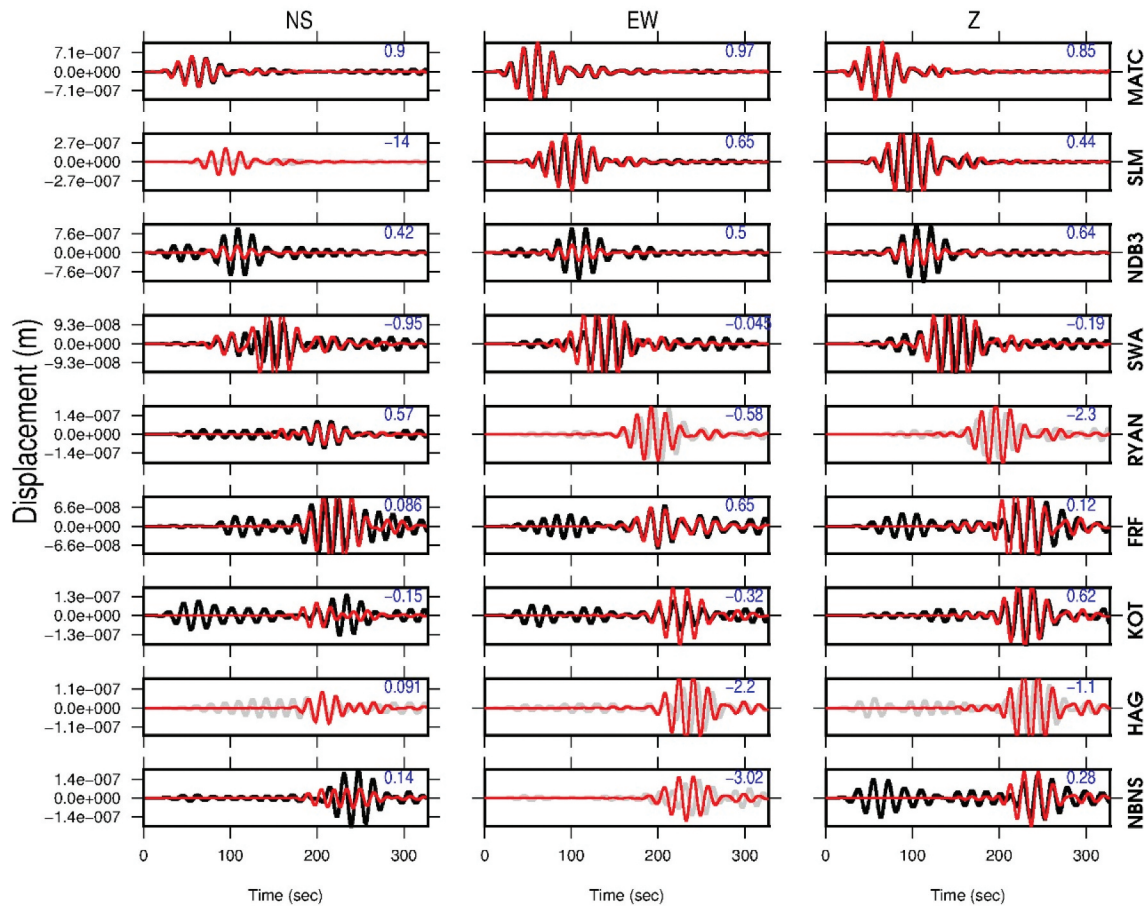 NS EW Z
7.1e−007 0.9 0.97 0.85
0.0e+000
−7.1e−007
MATC
2.7e−007 −14 0.65 0.44
0.0e+000
−2.7e−007
SLM
7.6e−007 0.42 0.5 0.64
0.0e+000
−7.6e−007
NDB3
9.3e−008 −0.95 −0.045 −0.19
0.0e+000
−9.3e−008
SWA
Displacement (m)
1.4e−007 0.57 −0.58 −2.3
0.0e+000
−1.4e−007
RYAN
6.6e−008 0.086 0.65 0.12
0.0e+000
−6.6e−008
FRF
1.3e−007 −0.15 −0.32 0.62
0.0e+000
−1.3e−007
KOT
1.1e−007 0.091 −2.2 −1.1
0.0e+000
−1.1e−007
HAG
1.4e−007 0.14 −3.02 0.28
0.0e+000
−1.4e−007
NBNS
0 100 200 300 0 100 200 300 0 100 200 300
Time (sec) Time (sec) Time (sec)